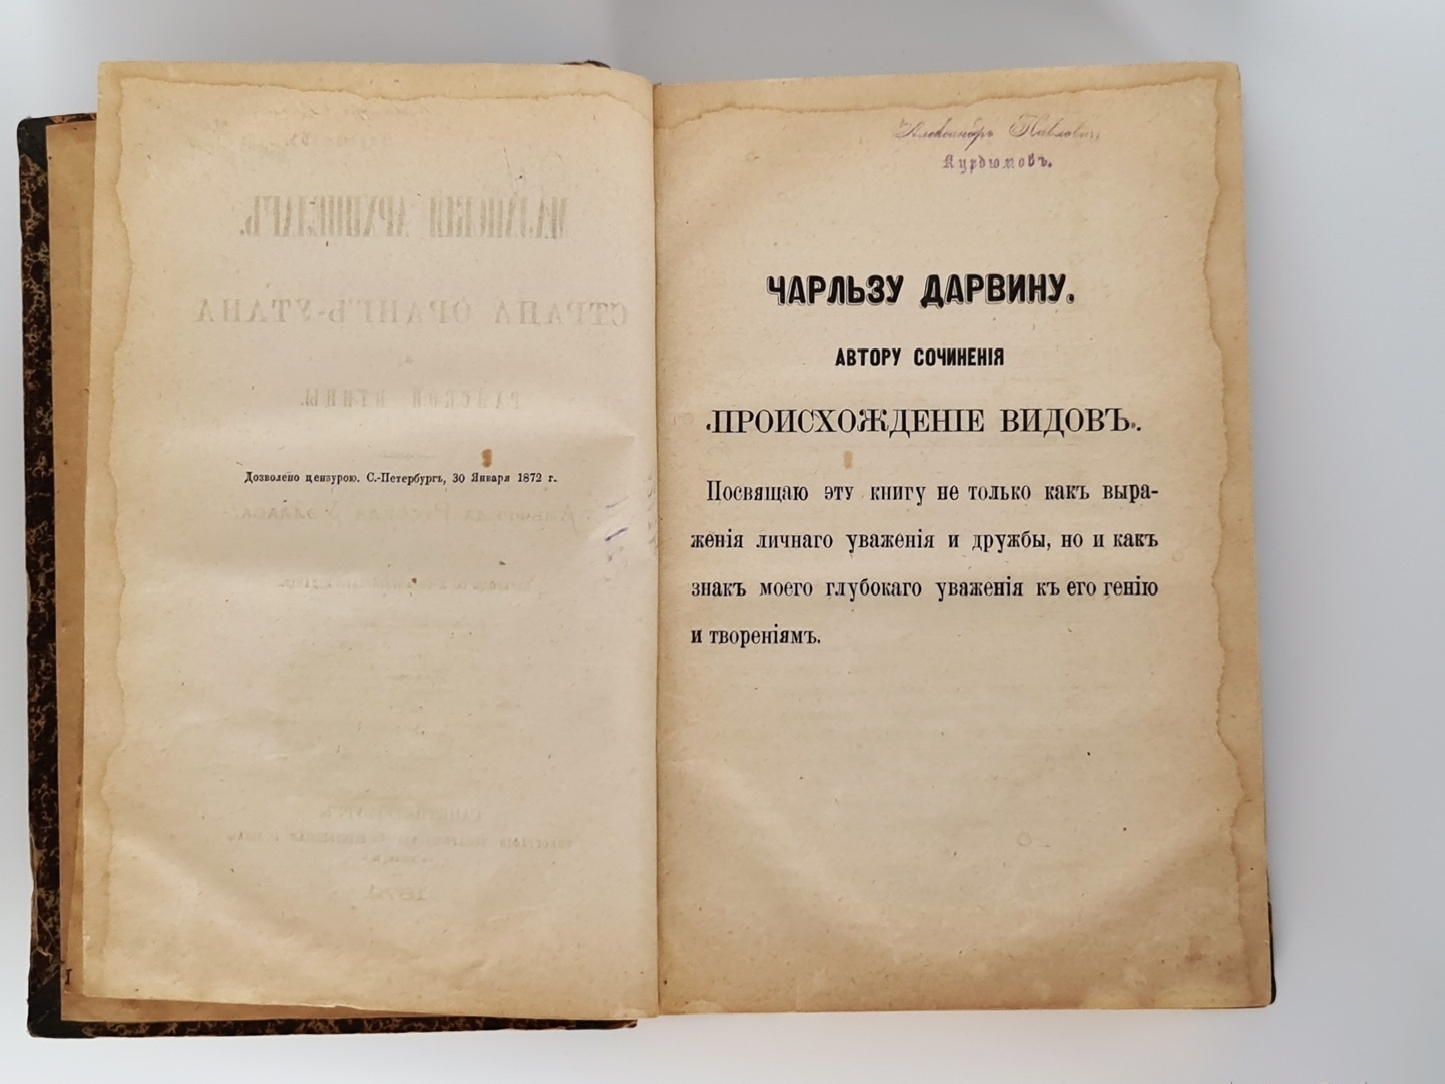 Дозволено цензурою. С.-Петербург, 30 Января 1872 г.
Александръ Павловичъ
Курдюмовъ.
ЧАРЛЬЗУ ДАРВИНУ.
АВТОРУ СОЧИНЕНІЯ
«ПРОИСХОЖДЕНІЕ ВИДОВЪ».
Посвящаю эту книгу не только какъ выра-
женія личнаго уваженія и дружбы, но и какъ
знакъ моего глубокаго уваженія къ его генію
и твореніямъ.